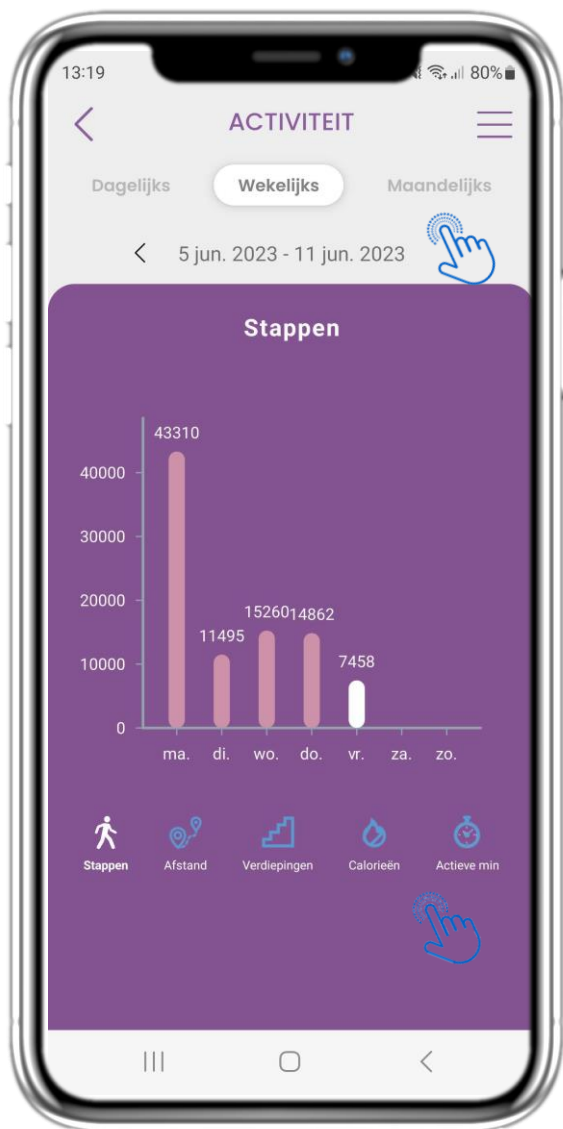 13:19 80%
ACTIVITEIT
Dagelijks Wekelijks Maandelijks
5 jun. 2023 - 11 jun. 2023
Stappen
43310
40000
30000
20000
15260 14862
11495
10000
7458
0
ma. di. wo. do. vr. za. zo.
Stappen Afstand Verdiepingen Calorieën Actieve min